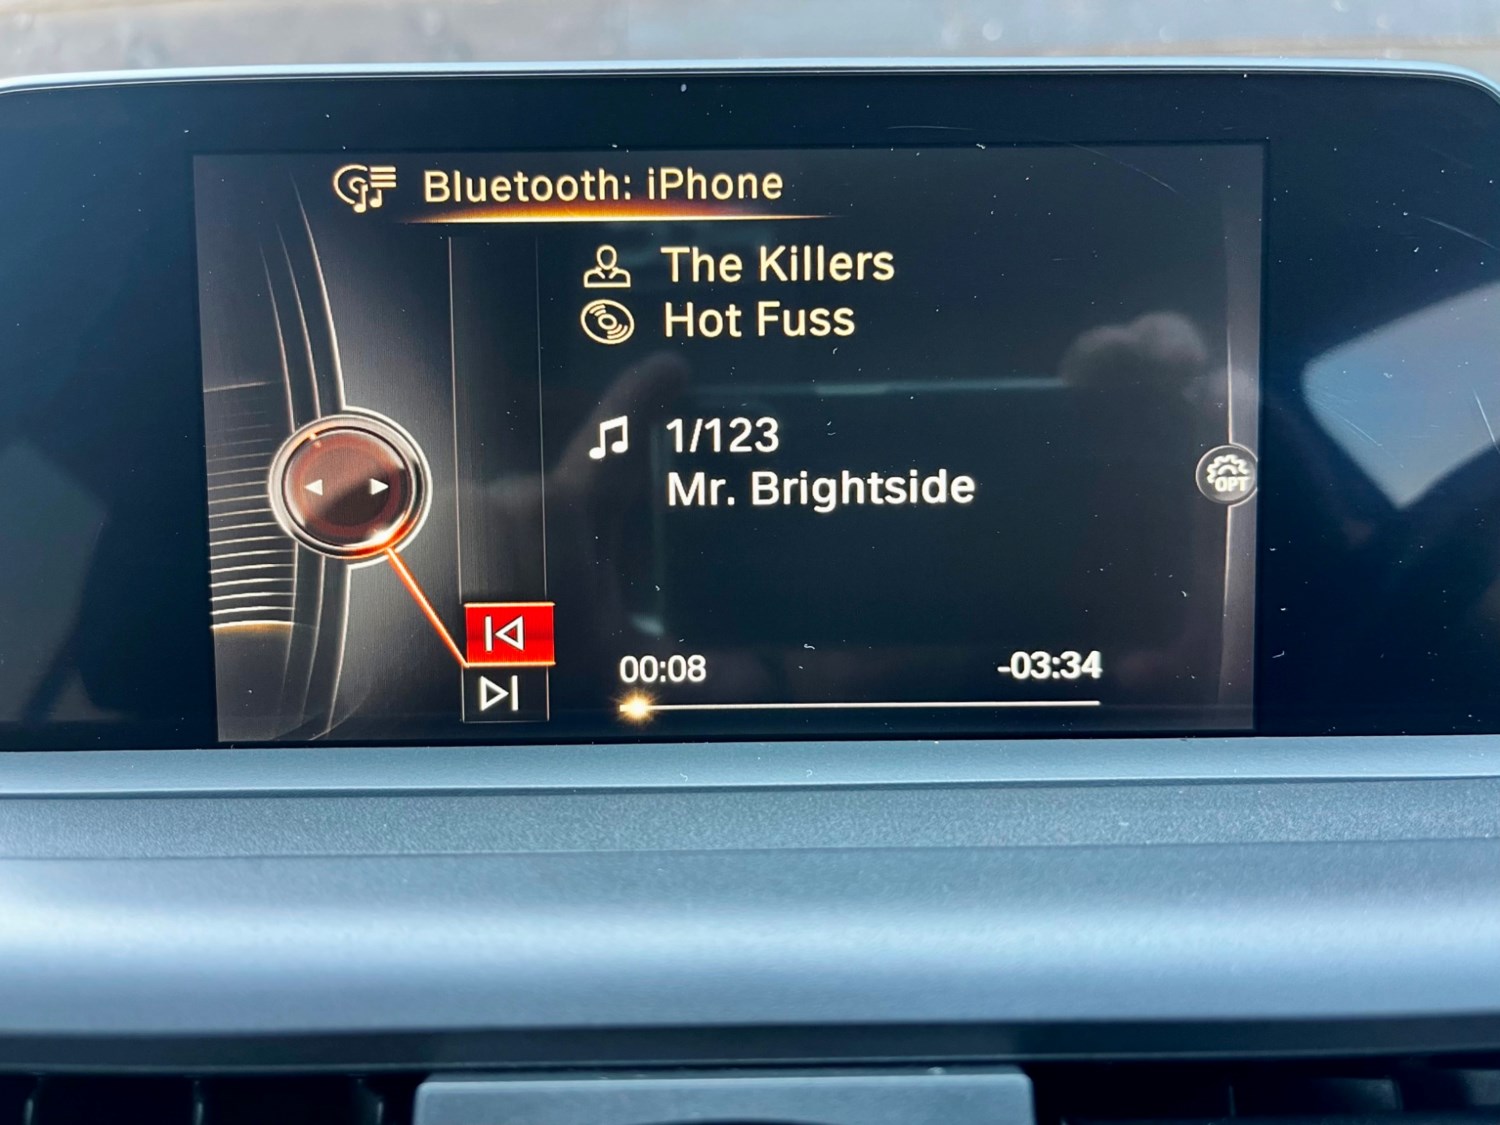 Bluetooth: iPhone
The Killers
Hot Fuss
1/123
Mr. Brightside
OPT
00:08
-03:34